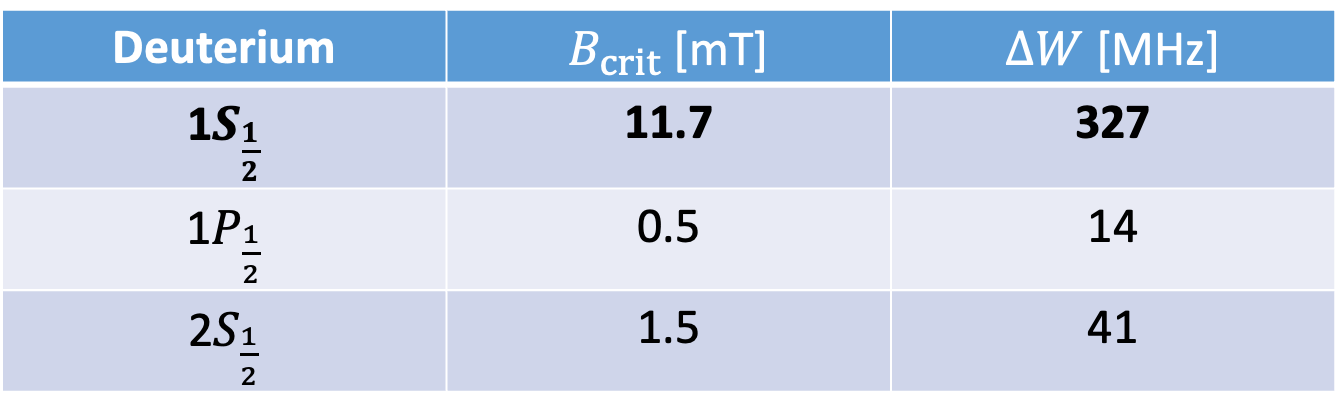 Deuterium B_crit [mT] ΔW [MHz]
1S_1/2 11.7 327
1P_1/2 0.5 14
2S_1/2 1.5 41